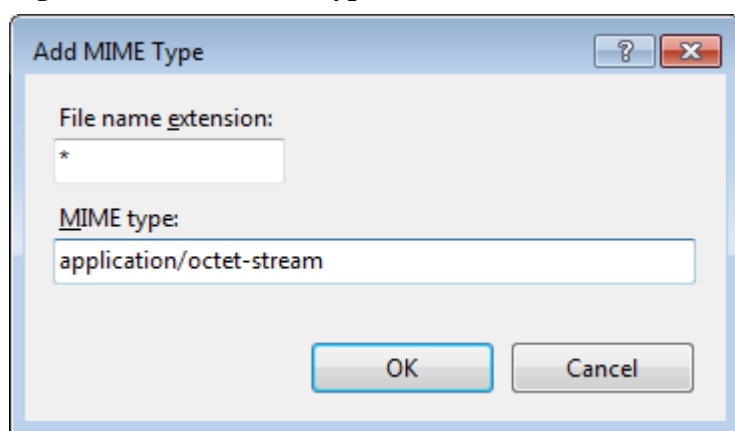 Add MIME Type
?
File name extension:
*
MIME type:
application/octet-stream
OK Cancel